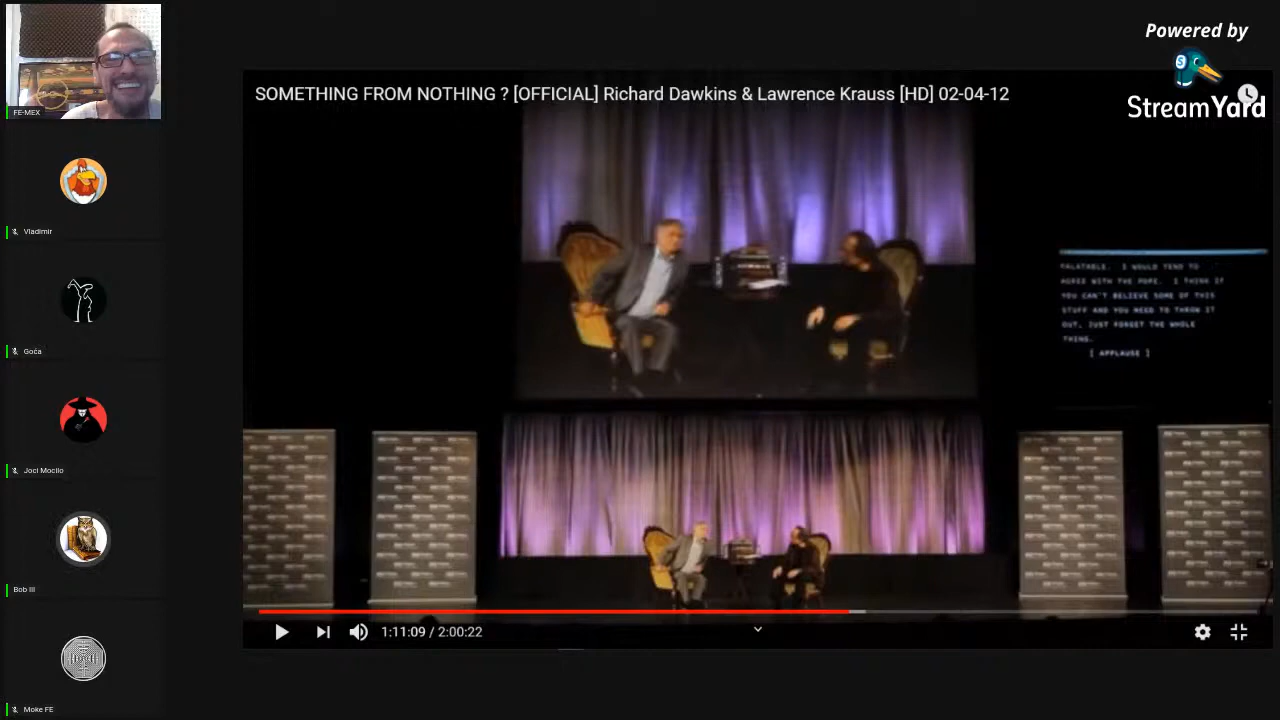 Powered by
StreamYard
SOMETHING FROM NOTHING ? [OFFICIAL] Richard Dawkins & Lawrence Krauss [HD] 02-04-12
FE-MEX
Vladimir
Goča
Joci Mocilo
Bob III
Moke FE
PALATABLE. I WOULD TEND TO
AGREE WITH THE POPE. I THINK IF
YOU CAN'T BELIEVE SOME OF THIS
STUFF AND YOU NEED TO THROW IT
OUT, JUST FORGET THE WHOLE
THING.
[ APPLAUSE ]
1:11:09 / 2:00:22